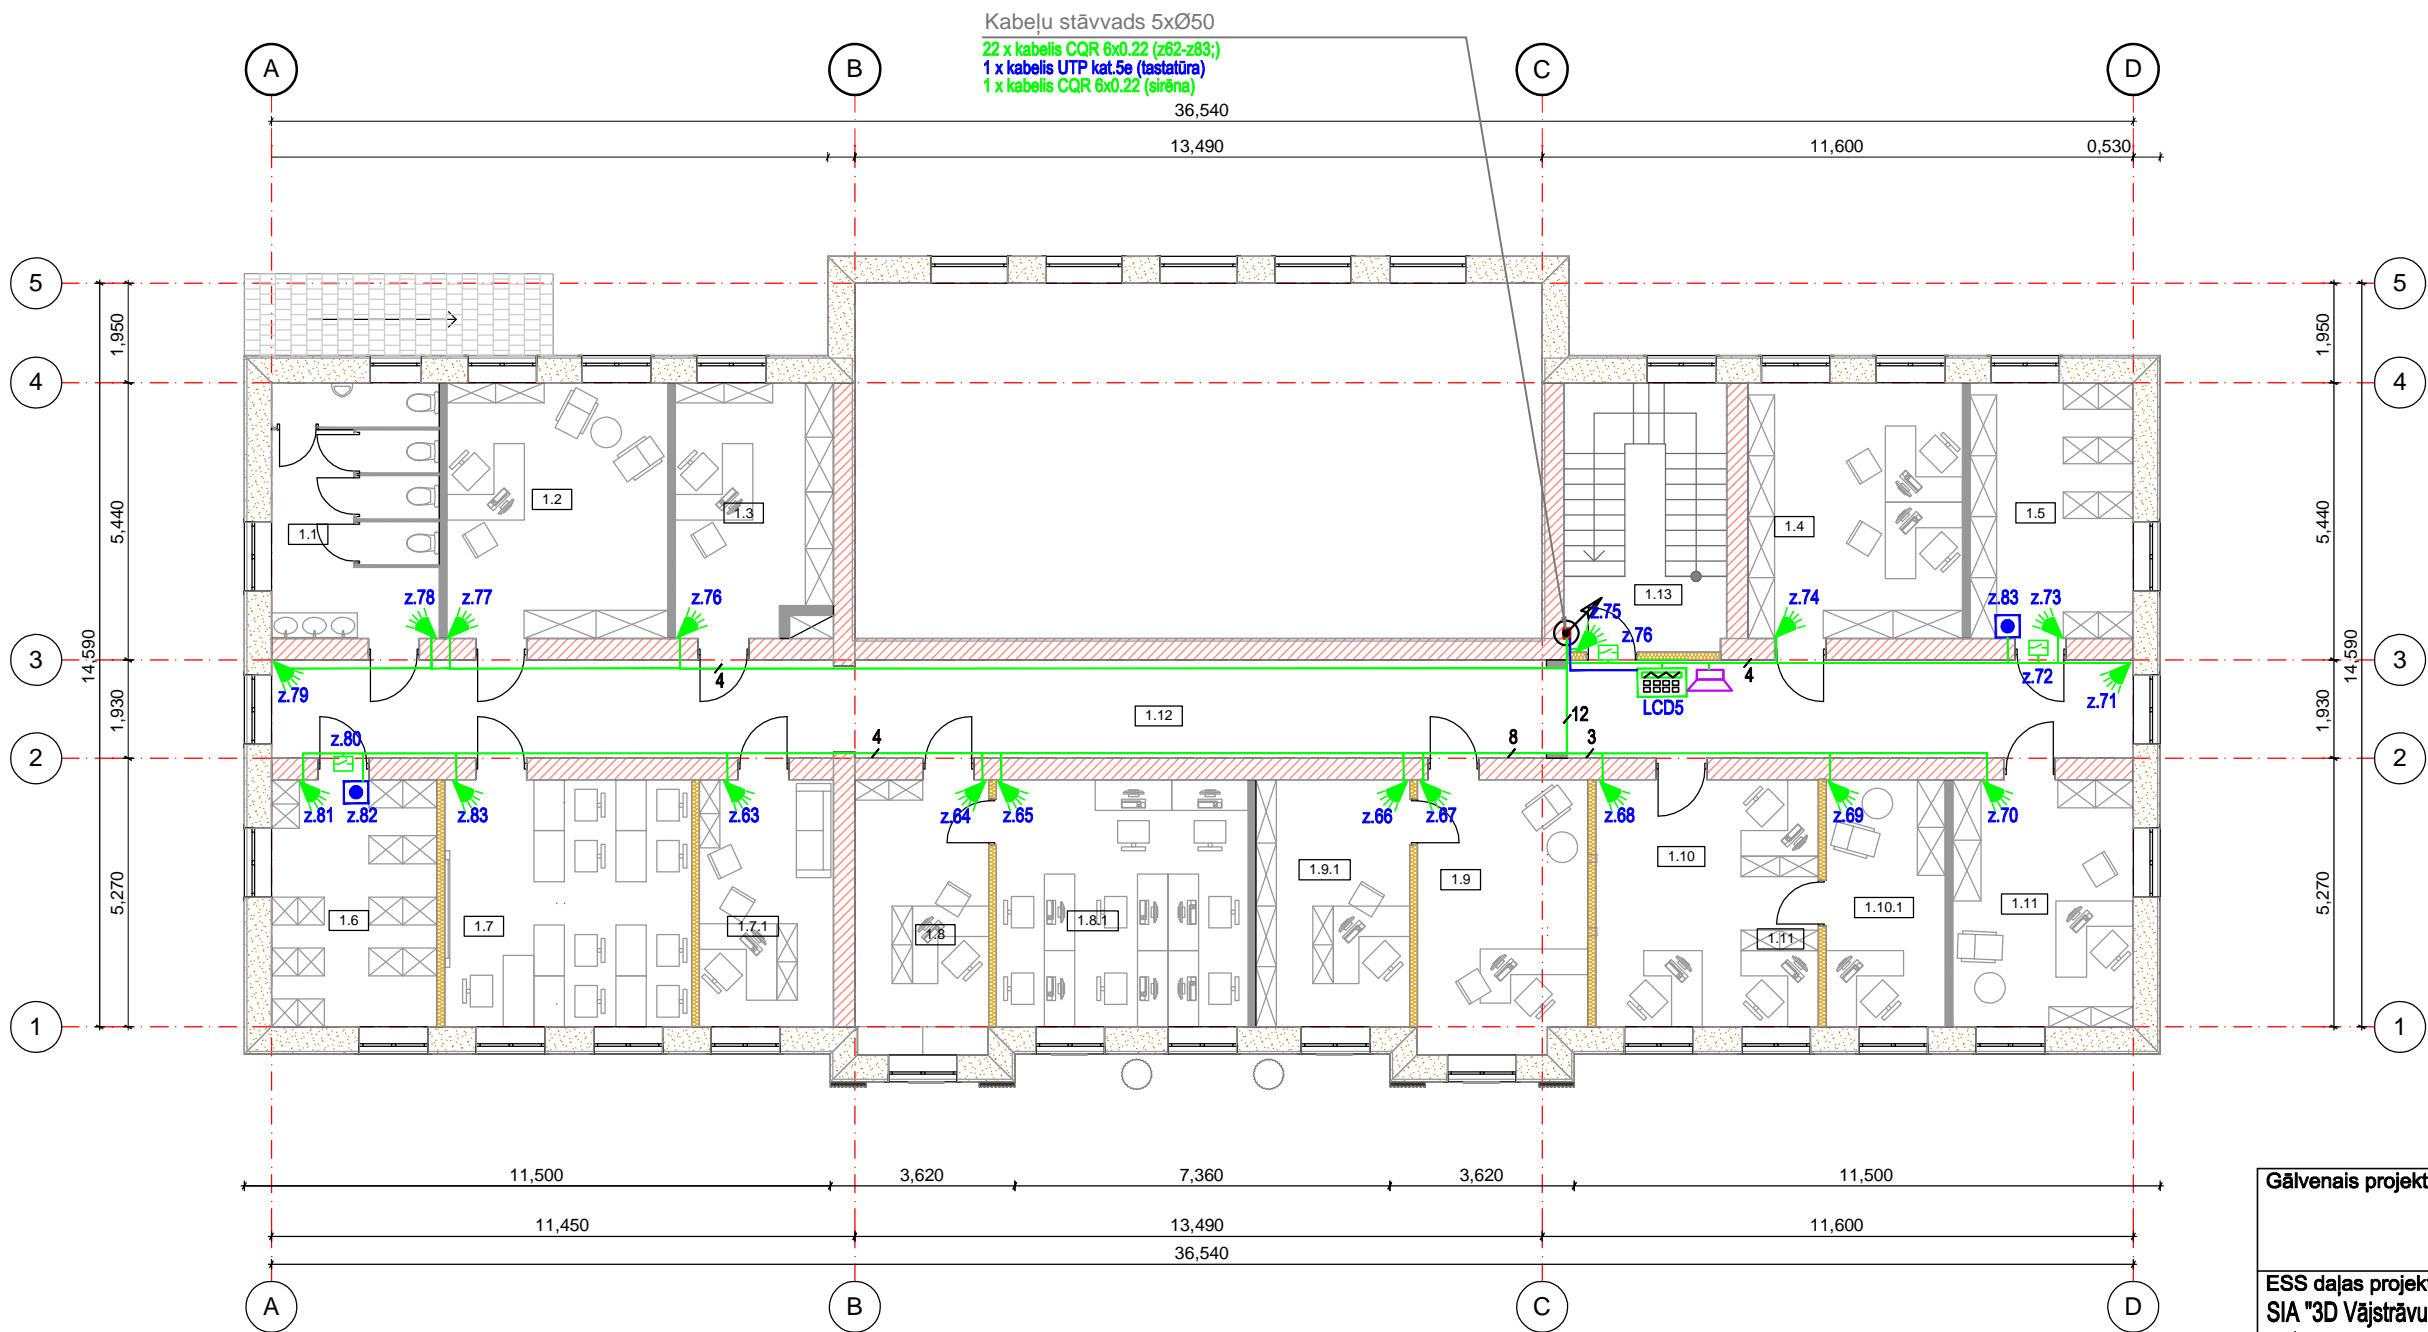 Kabeļu stāvvads 5xØ50
22 x kabelis CQR 6x0.22 (z62-z83;)
1 x kabelis UTP kat.5e (tastatūra)
1 x kabelis CQR 6x0.22 (sirēna)
A B C D
36,540
13,490 11,600 0,530
5 5
1,950 1,950
4 4
5,440 5,440
1.1 1.2 1.3 1.4 1.5
1.13
z.78 z.77 z.76 z.75 z.74 z.83 z.73
z.76
3 3
14,590 14,590
z.79 4 4 z.72 z.71
LCD5
1,930 1.12 12 1,930
z.80 4 8 3
2 2
z.81 z.82 z.83 z.63 z.64 z.65 z.66 z.67 z.68 z.69 z.70
5,270 5,270
1.6 1.7 1.7.1 1.8 1.8.1 1.9.1 1.9 1.10 1.11 1.10.1 1.11
1 1
11,500 3,620 7,360 3,620 11,500
11,450 13,490 11,600
36,540
A B C D
Gālvenais projekt
ESS daļas projek
SIA "3D Vājstrāvu